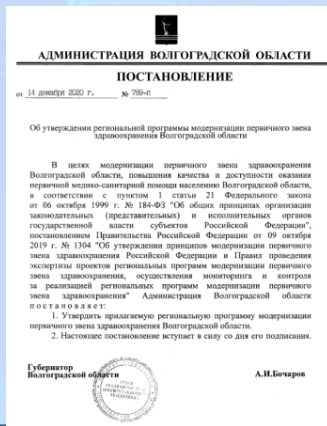 АДМИНИСТРАЦИЯ ВОЛГОГРАДСКОЙ ОБЛАСТИ
ПОСТАНОВЛЕНИЕ
от 14 декабря 2020 г. № 789-п
Об утверждении региональной программы модернизации первичного звена
здравоохранения Волгоградской области
В целях модернизации первичного звена здравоохранения
Волгоградской области, повышения качества и доступности оказания
первичной медико-санитарной помощи населению Волгоградской области,
в соответствии с пунктом 1 статьи 21 Федерального закона
от 06 октября 1999 г. № 184-ФЗ "Об общих принципах организации
законодательных (представительных) и исполнительных органов
государственной власти субъектов Российской Федерации",
постановлением Правительства Российской Федерации от 09 октября
2019 г. № 1304 "Об утверждении принципов модернизации первичного
звена здравоохранения Российской Федерации и Правил проведения
экспертизы проектов региональных программ модернизации первичного
звена здравоохранения, осуществления мониторинга и контроля
за реализацией региональных программ модернизации первичного
звена здравоохранения" Администрация Волгоградской области
постановляет:
1. Утвердить прилагаемую региональную программу модернизации
первичного звена здравоохранения Волгоградской области.
2. Настоящее постановление вступает в силу со дня его подписания.
Губернатор
Волгоградской области А.И.Бочаров